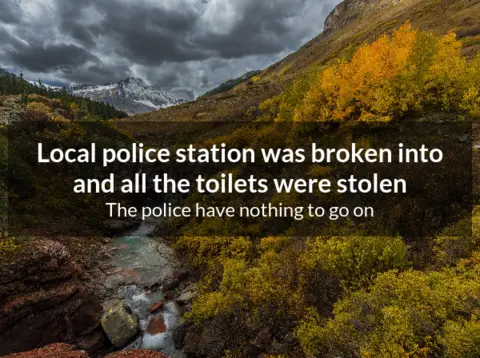 Local police station was broken into
and all the toilets were stolen
The police have nothing to go on